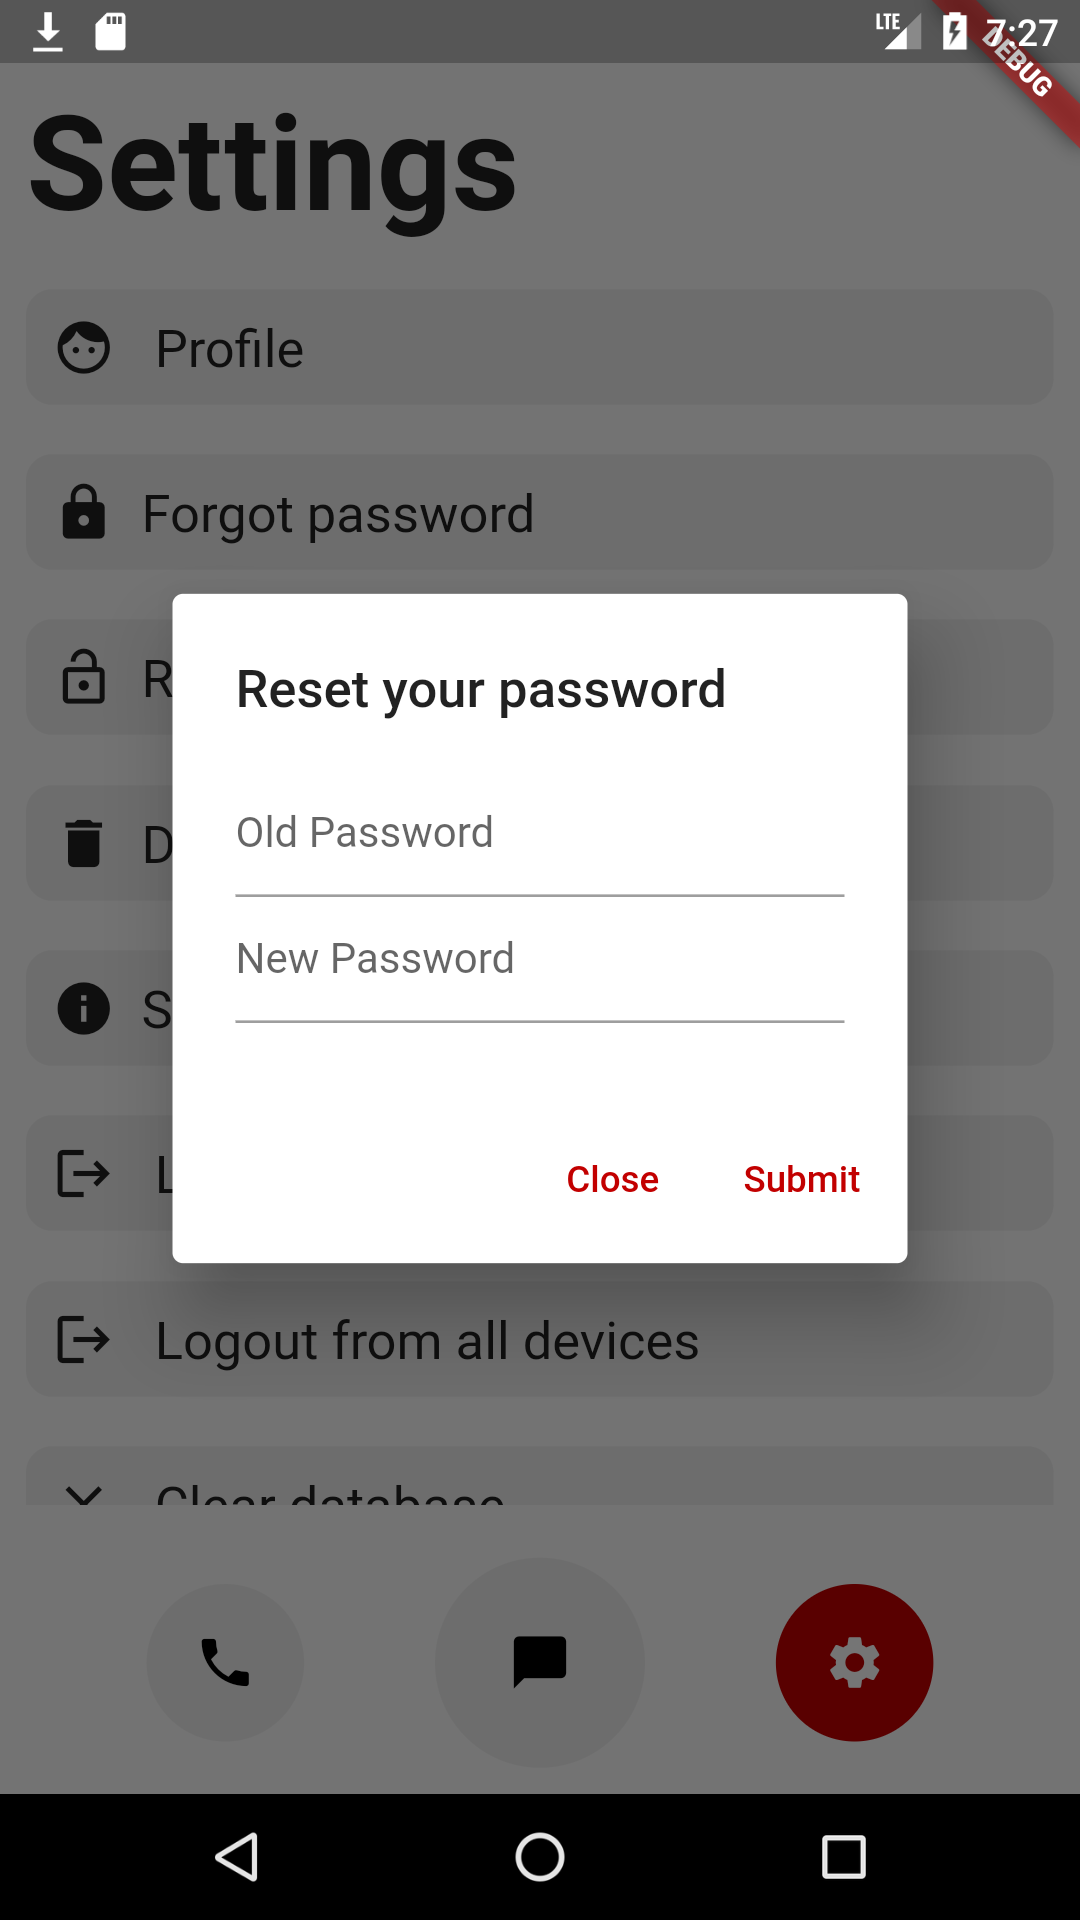 LTE 7:27
DEBUG
Settings
Profile
Forgot password
R
Reset your password
Old Password
D
New Password
S
Close Submit
L
Logout from all devices
Clear database